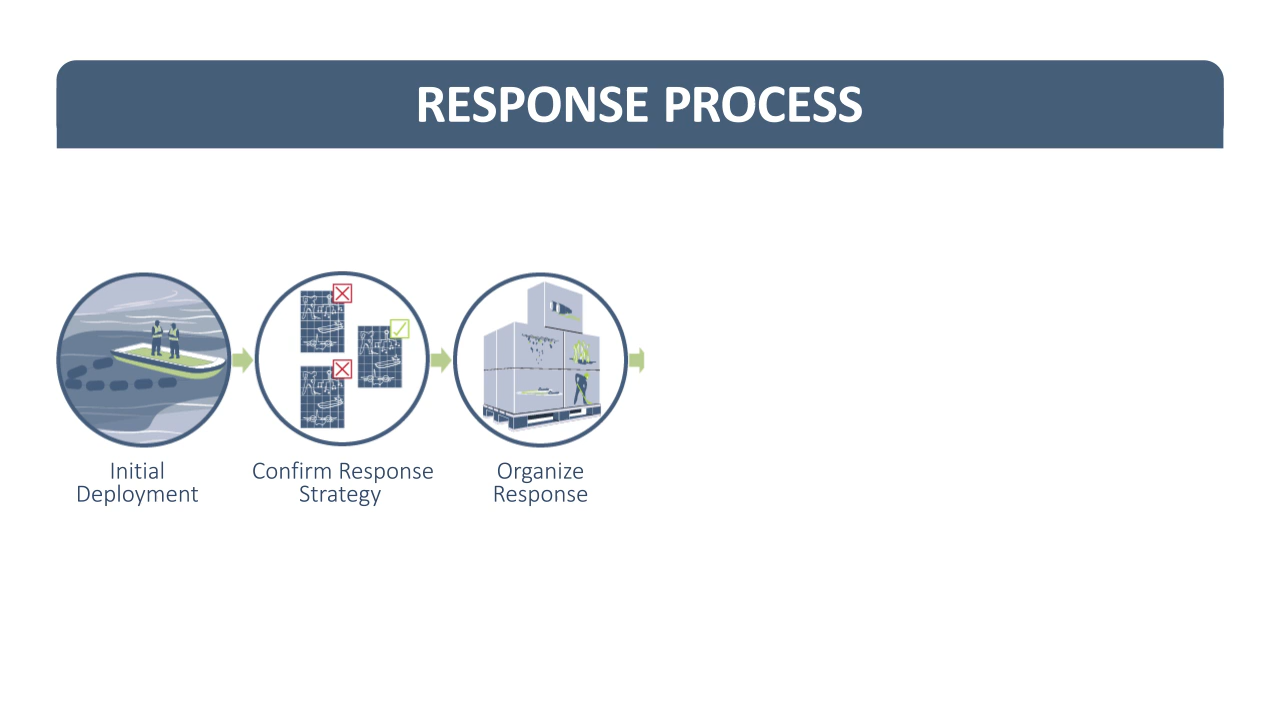 RESPONSE PROCESS
Initial
Deployment
Confirm Response
Strategy
Organize
Response